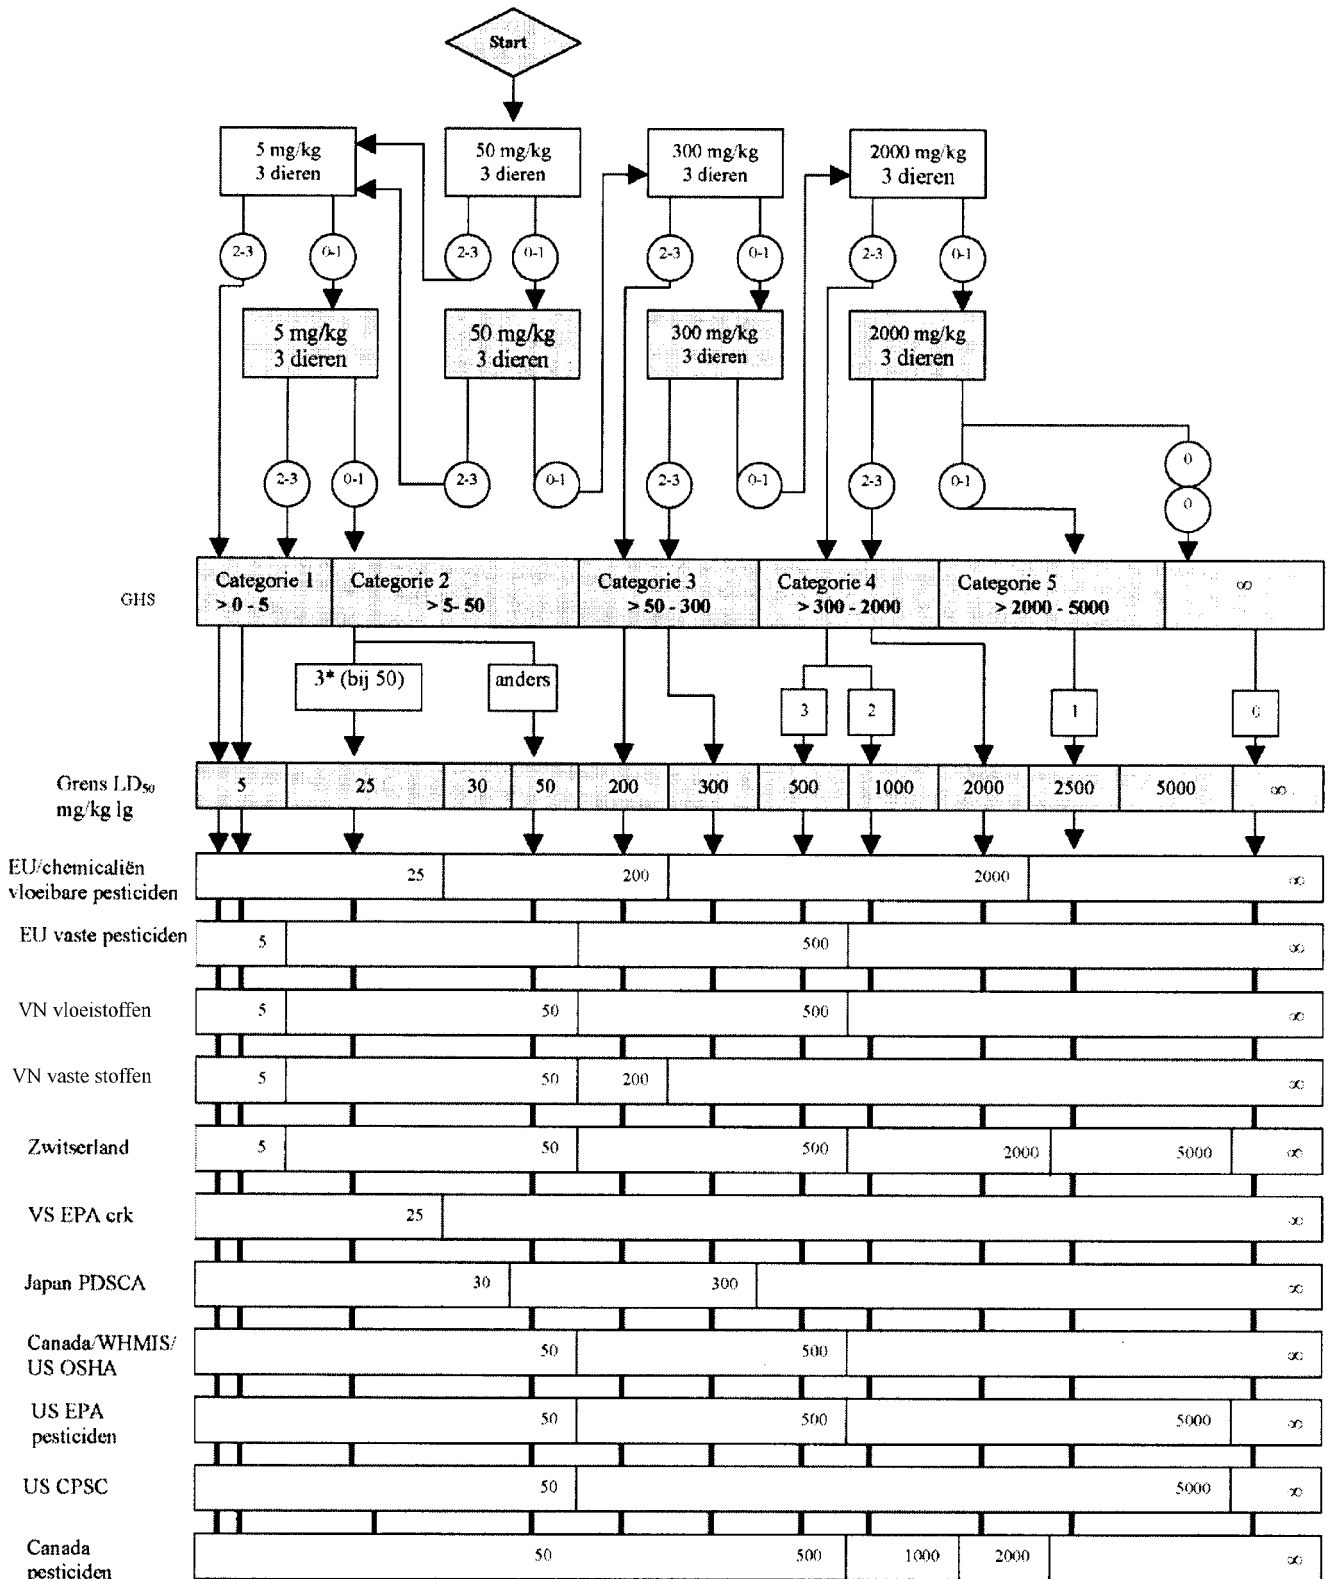 Start
5 mg/kg
3 dieren
50 mg/kg
3 dieren
300 mg/kg
3 dieren
2000 mg/kg
3 dieren
2-3
0-1
2-3
0-1
2-3
0-1
2-3
0-1
5 mg/kg
3 dieren
50 mg/kg
3 dieren
300 mg/kg
3 dieren
2000 mg/kg
3 dieren
2-3
0-1
2-3
0-1
2-3
0-1
2-3
0-1
0
0
GHS
Categorie 1
> 0 - 5
Categorie 2
> 5- 50
Categorie 3
> 50 - 300
Categorie 4
> 300 - 2000
Categorie 5
> 2000 - 5000
∞
3* (bij 50)
anders
3
2
1
0
Grens LD₅₀
mg/kg lg
5
25
30
50
200
300
500
1000
2000
2500
5000
∞
EU/chemicaliën
vloeibare pesticiden
25
200
2000
∞
EU vaste pesticiden
5
500
∞
VN vloeistoffen
5
50
500
∞
VN vaste stoffen
5
50
200
∞
Zwitserland
5
50
500
2000
5000
∞
VS EPA crk
25
∞
Japan PDSCA
30
300
∞
Canada/WHMIS/
US OSHA
50
500
∞
US EPA
pesticiden
50
500
5000
∞
US CPSC
50
5000
∞
Canada
pesticiden
50
500
1000
2000
∞